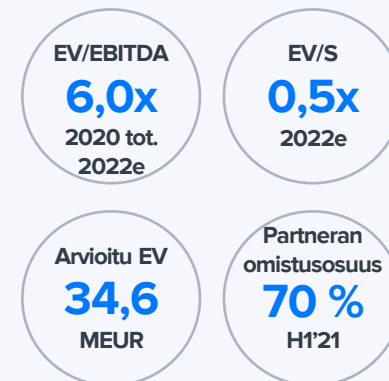 EV/EBITDA
6,0x
2020 tot.
2022e
EV/S
0,5x
2022e
Arvioitu EV
34,6
MEUR
Partneran
omistusosuus
70 %
H1'21